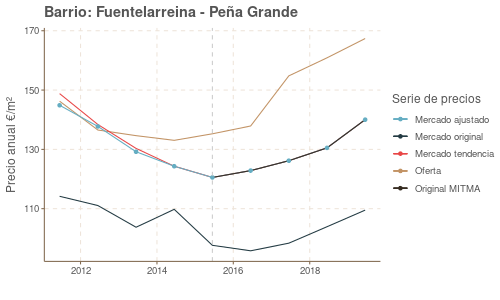 Barrio: Fuentelarreina - Peña Grande
Precio anual €/m²
170
150
130
110
2012
2014
2016
2018
Serie de precios
Mercado ajustado
Mercado original
Mercado tendencia
Oferta
Original MITMA